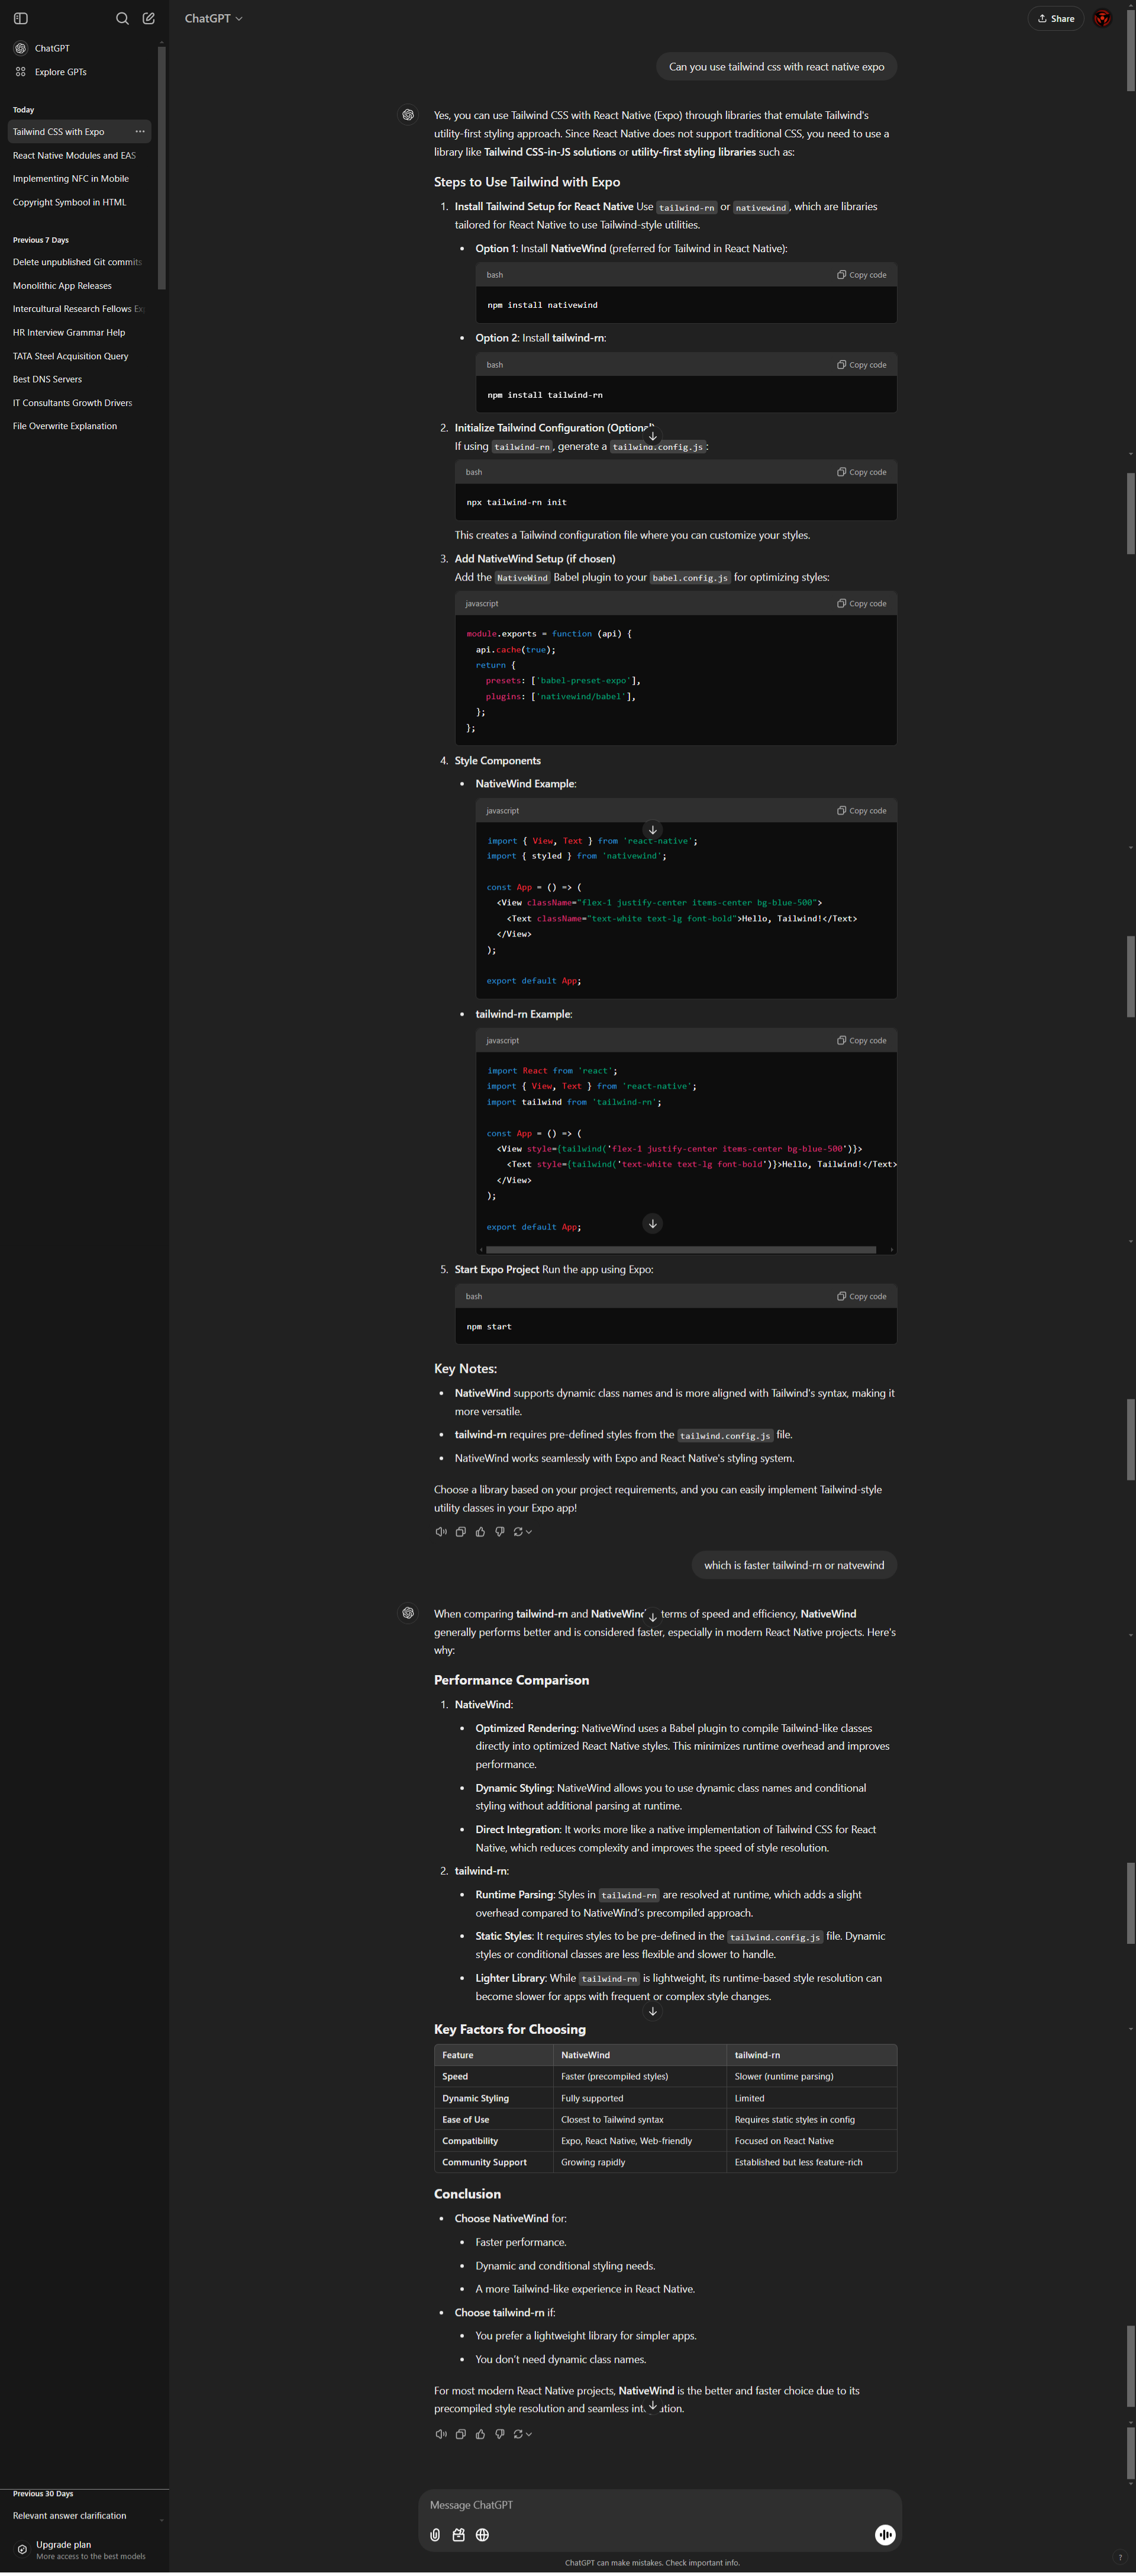 ChatGPT
Explore GPTs
Today
Tailwind CSS with Expo
React Native Modules and EAS
Implementing NFC in Mobile
Copyright Symbool in HTML
Previous 7 Days
Delete unpublished Git commits
Monolithic App Releases
Intercultural Research Fellows
HR Interview Grammar Help
TATA Steel Acquisition Query
Best DNS Servers
IT Consultants Growth Drivers
File Overwrite Explanation
Previous 30 Days
Relevant answer clarification
Upgrade plan
More access to the best models
ChatGPT
Share
Can you use tailwind css with react native expo
Yes, you can use Tailwind CSS with React Native (Expo) through libraries that emulate Tailwind's
utility-first styling approach. Since React Native does not support traditional CSS, you need to use a
library like Tailwind CSS-in-JS solutions or utility-first styling libraries such as:
Steps to Use Tailwind with Expo
1. Install Tailwind Setup for React Native Use tailwind-rn or nativewind, which are libraries
tailored for React Native to use Tailwind-style utilities.
• Option 1: Install NativeWind (preferred for Tailwind in React Native):
bash Copy code
npm install nativewind
• Option 2: Install tailwind-rn:
bash Copy code
npm install tailwind-rn
2. Initialize Tailwind Configuration (Optional)
If using tailwind-rn, generate a tailwind.config.js:
bash Copy code
npx tailwind-rn init
This creates a Tailwind configuration file where you can customize your styles.
3. Add NativeWind Setup (if chosen)
Add the NativeWind Babel plugin to your babel.config.js for optimizing styles:
javascript Copy code
module.exports = function (api) {
api.cache(true);
return {
presets: ['babel-preset-expo'],
plugins: ['nativewind/babel'],
};
};
4. Style Components
• NativeWind Example:
javascript Copy code
import { View, Text } from 'react-native';
import { styled } from 'nativewind';
const App = () => (
<View className="flex-1 justify-center items-center bg-blue-500">
<Text className="text-white text-lg font-bold">Hello, Tailwind!</Text>
</View>
);
export default App;
• tailwind-rn Example:
javascript Copy code
import React from 'react';
import { View, Text } from 'react-native';
import tailwind from 'tailwind-rn';
const App = () => (
<View style={tailwind('flex-1 justify-center items-center bg-blue-500')}>
<Text style={tailwind('text-white text-lg font-bold')}>Hello, Tailwind!</Text>
</View>
);
export default App;
5. Start Expo Project Run the app using Expo:
bash Copy code
npm start
Key Notes:
• NativeWind supports dynamic class names and is more aligned with Tailwind's syntax, making it
more versatile.
• tailwind-rn requires pre-defined styles from the tailwind.config.js file.
• NativeWind works seamlessly with Expo and React Native's styling system.
Choose a library based on your project requirements, and you can easily implement Tailwind-style
utility classes in your Expo app!
which is faster tailwind-rn or natvewind
When comparing tailwind-rn and NativeWind terms of speed and efficiency, NativeWind
generally performs better and is considered faster, especially in modern React Native projects. Here's
why:
Performance Comparison
1. NativeWind:
• Optimized Rendering: NativeWind uses a Babel plugin to compile Tailwind-like classes
directly into optimized React Native styles. This minimizes runtime overhead and improves
performance.
• Dynamic Styling: NativeWind allows you to use dynamic class names and conditional
styling without additional parsing at runtime.
• Direct Integration: It works more like a native implementation of Tailwind CSS for React
Native, which reduces complexity and improves the speed of style resolution.
2. tailwind-rn:
• Runtime Parsing: Styles in tailwind-rn are resolved at runtime, which adds a slight
overhead compared to NativeWind's precompiled approach.
• Static Styles: It requires styles to be pre-defined in the tailwind.config.js file. Dynamic
styles or conditional classes are less flexible and slower to handle.
• Lighter Library: While tailwind-rn is lightweight, its runtime-based style resolution can
become slower for apps with frequent or complex style changes.
Key Factors for Choosing
Feature NativeWind tailwind-rn
Speed Faster (precompiled styles) Slower (runtime parsing)
Dynamic Styling Fully supported Limited
Ease of Use Closest to Tailwind syntax Requires static styles in config
Compatibility Expo, React Native, Web-friendly Focused on React Native
Community Support Growing rapidly Established but less feature-rich
Conclusion
• Choose NativeWind for:
• Faster performance.
• Dynamic and conditional styling needs.
• A more Tailwind-like experience in React Native.
• Choose tailwind-rn if:
• You prefer a lightweight library for simpler apps.
• You don't need dynamic class names.
For most modern React Native projects, NativeWind is the better and faster choice due to its
precompiled style resolution and seamless
Message ChatGPT
ChatGPT can make mistakes. Check important info.
?